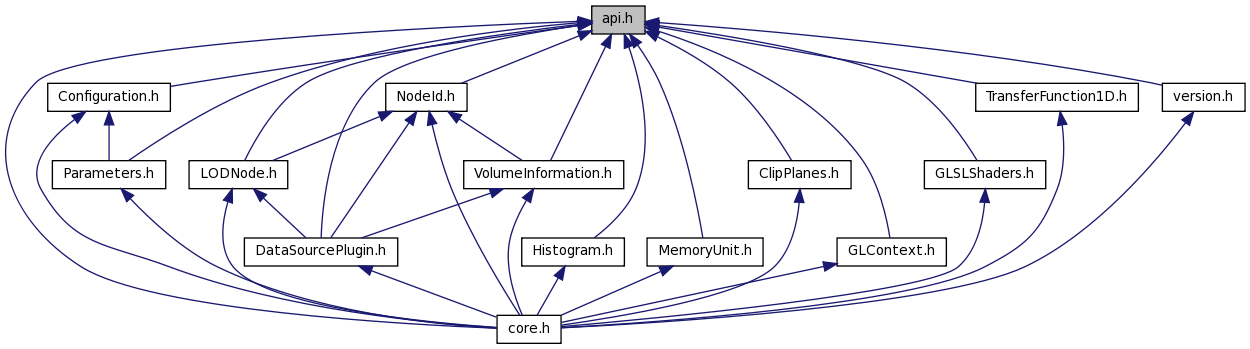 api.h
Configuration.h
NodeId.h
TransferFunction1D.h
version.h
Parameters.h
LODNode.h
VolumeInformation.h
ClipPlanes.h
GLSLShaders.h
DataSourcePlugin.h
Histogram.h
MemoryUnit.h
GLContext.h
core.h